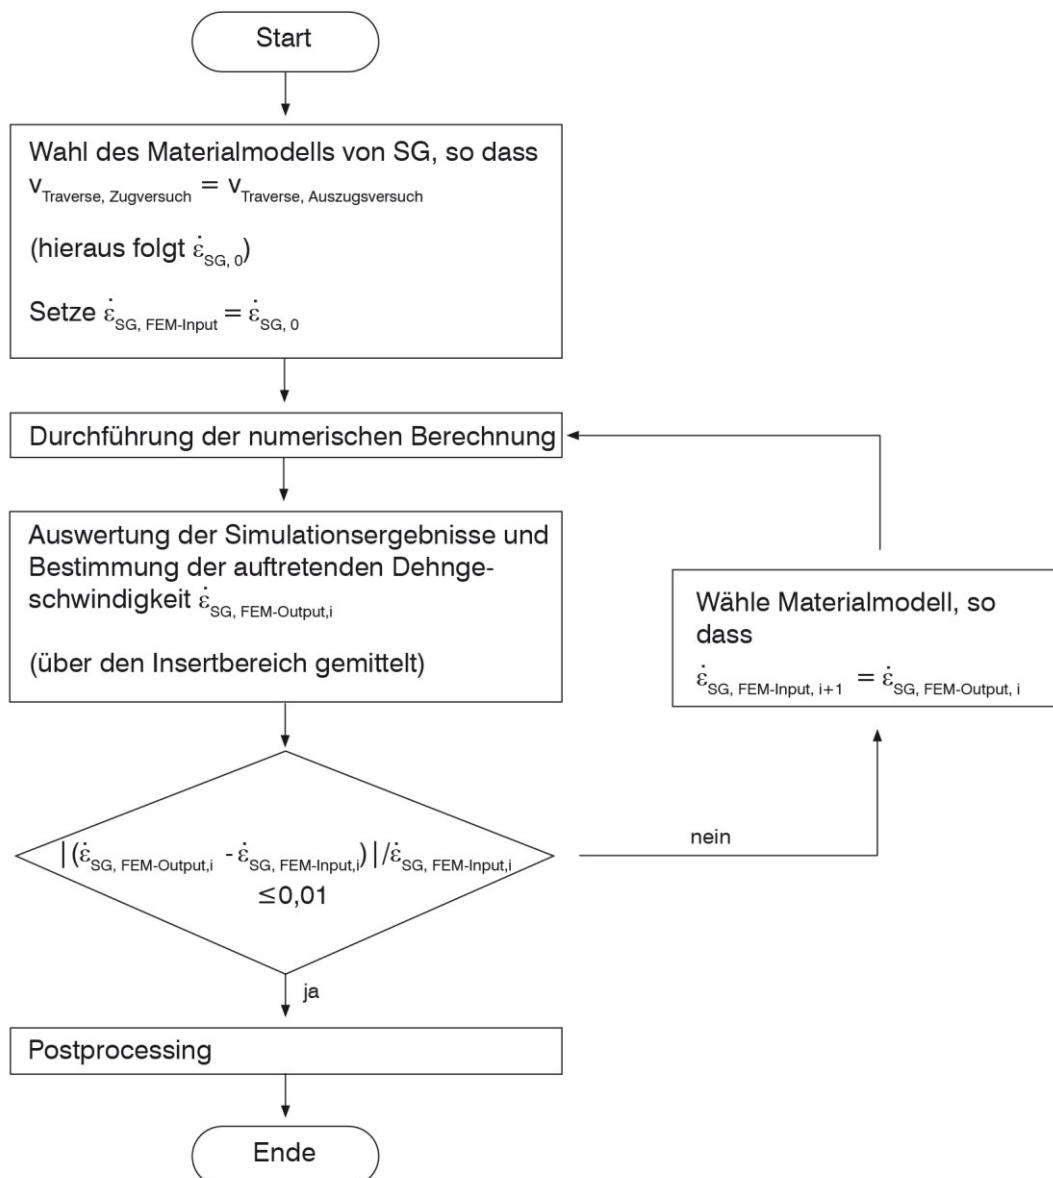 Start
Wahl des Materialmodells von SG, so dass
v_Traverse, Zugversuch = v_Traverse, Auszugsversuch
(hieraus folgt ε̇_SG, 0)
Setze ε̇_SG, FEM-Input = ε̇_SG, 0
Durchführung der numerischen Berechnung
Auswertung der Simulationsergebnisse und
Bestimmung der auftretenden Dehnge-
schwindigkeit ε̇_SG, FEM-Output,i
(über den Insertbereich gemittelt)
Wähle Materialmodell, so
dass
ε̇_SG, FEM-Input, i+1 = ε̇_SG, FEM-Output, i
|(ε̇_SG, FEM-Output,i - ε̇_SG, FEM-Input,i)|/ε̇_SG, FEM-Input,i
≤0,01
nein
ja
Postprocessing
Ende